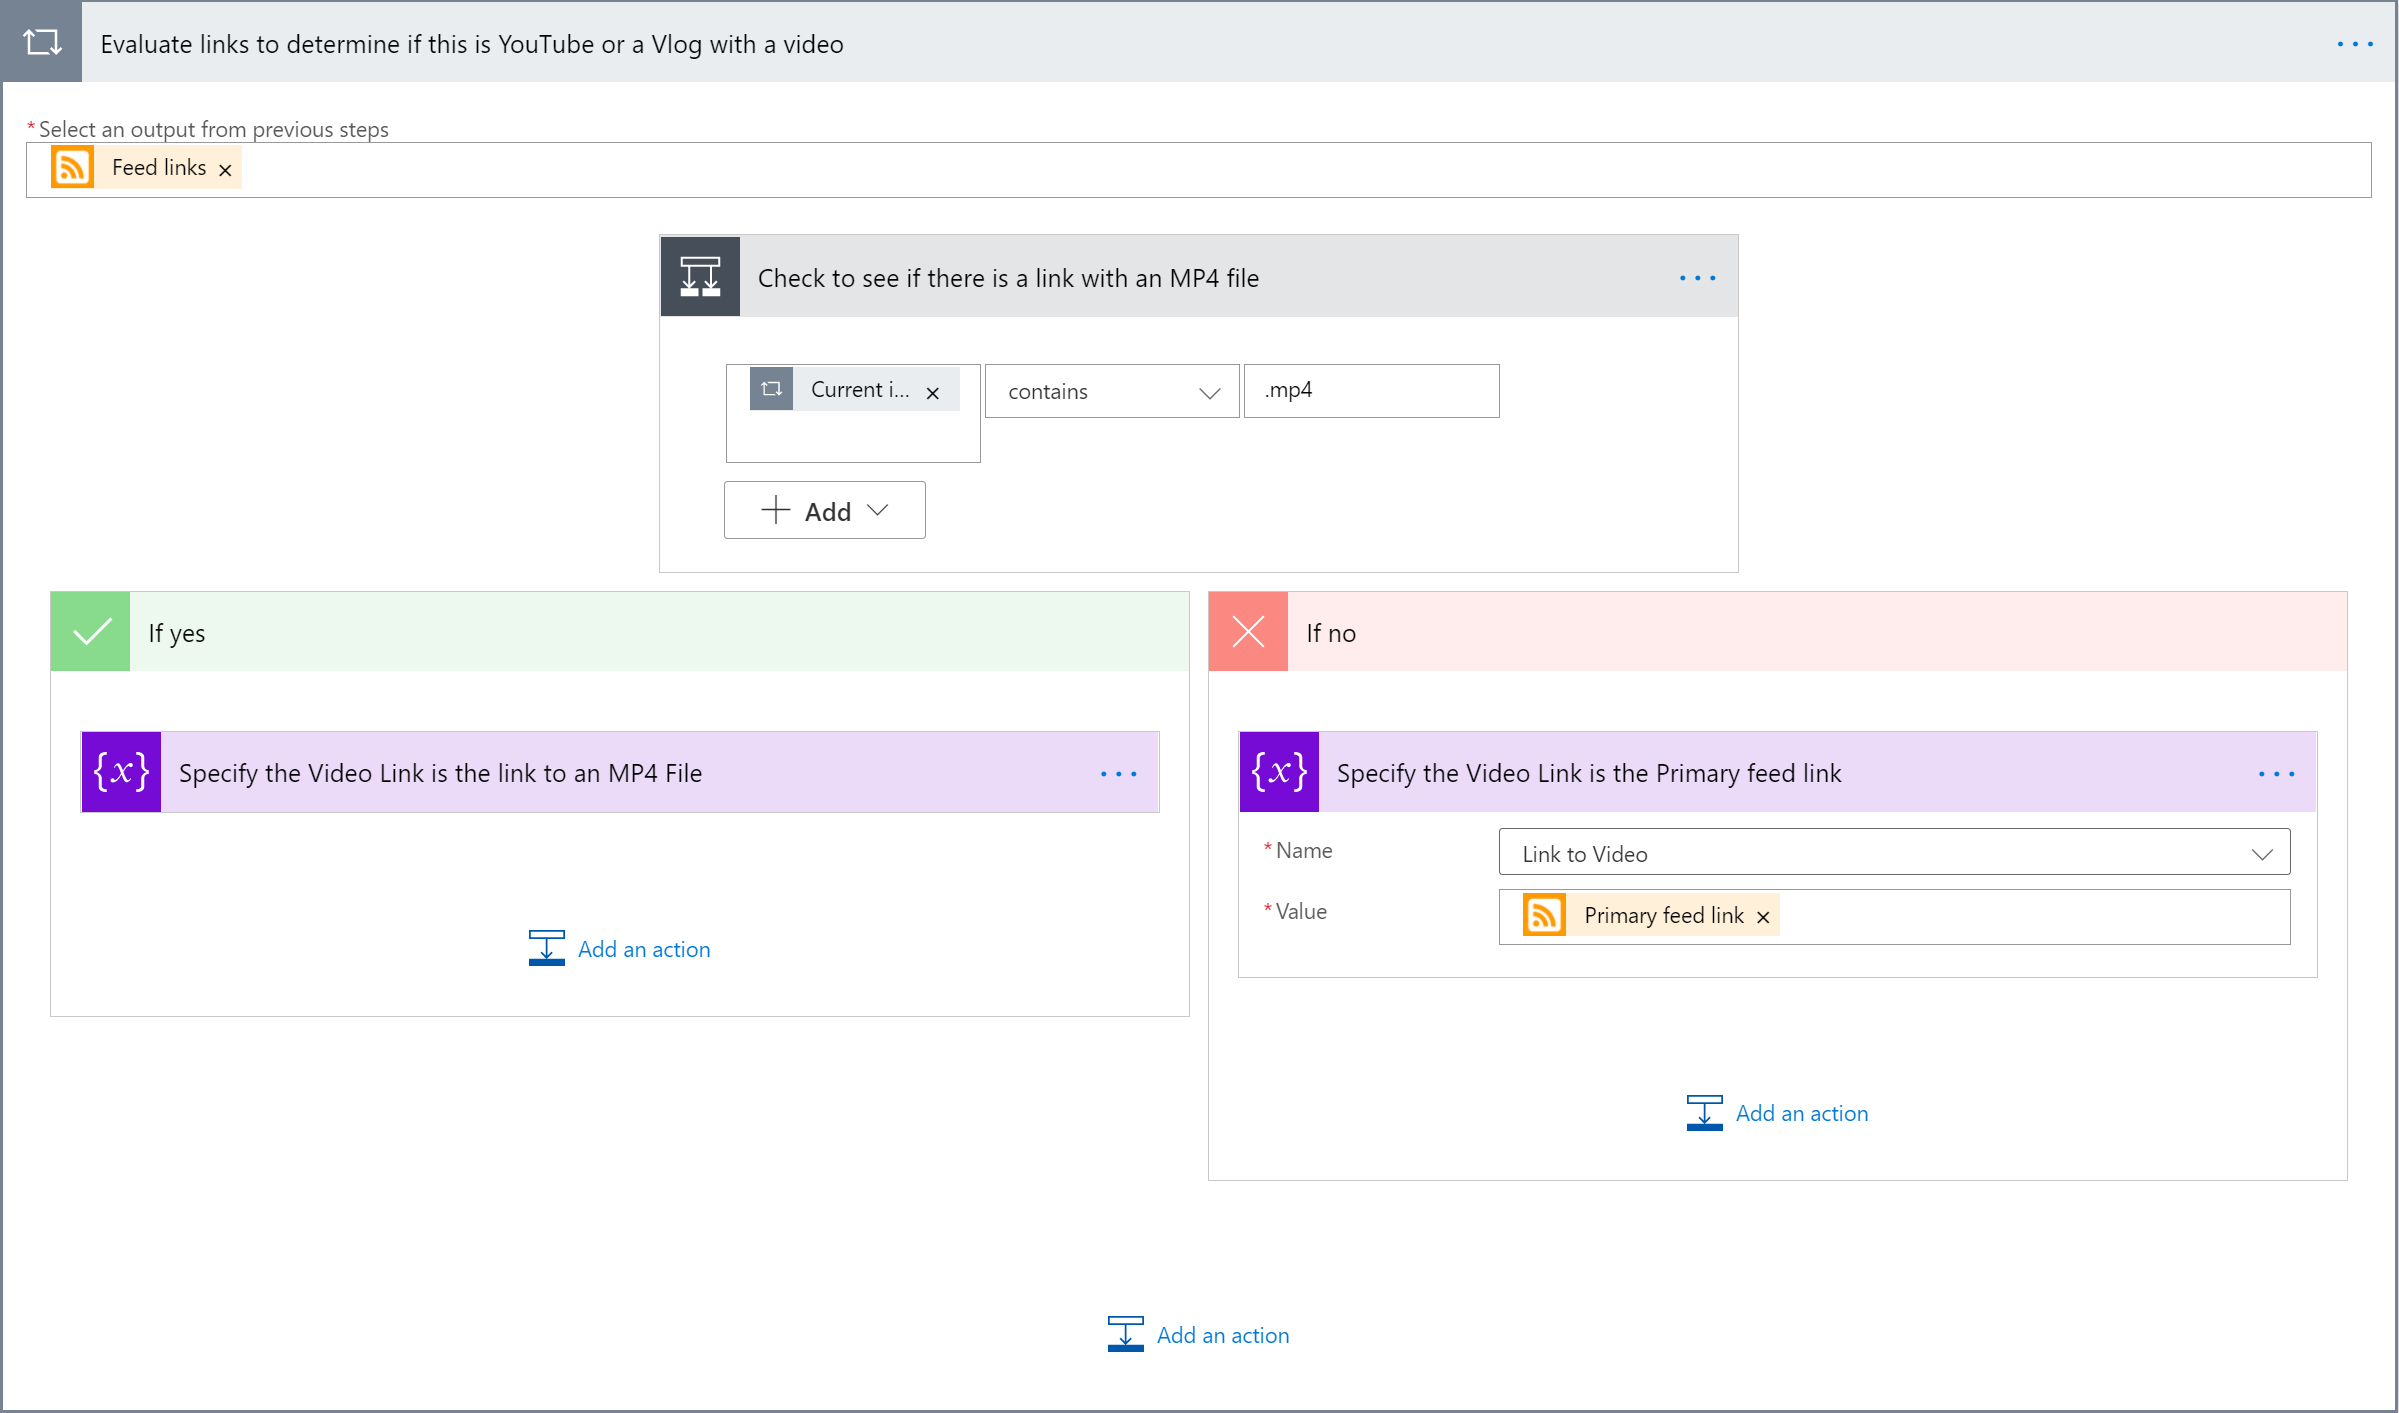 Evaluate links to determine if this is YouTube or a Vlog with a video
* Select an output from previous steps
Feed links ×
Check to see if there is a link with an MP4 file
Current i... ×
contains
.mp4
+ Add
If yes
{x} Specify the Video Link is the link to an MP4 File
Add an action
If no
{x} Specify the Video Link is the Primary feed link
* Name
Link to Video
* Value
Primary feed link ×
Add an action
Add an action